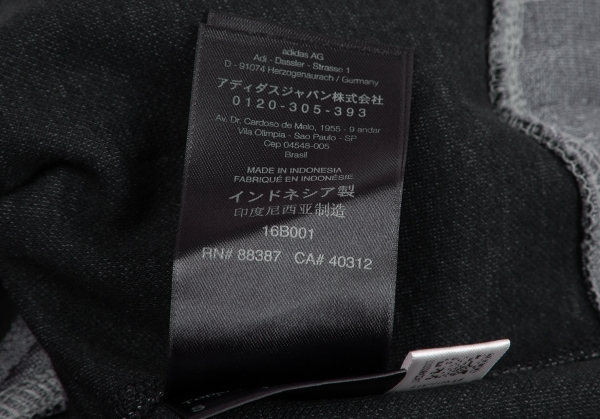 adidas AG
Adi - Dassler - Strasse 1
D - 91074 Herzogenaurach / Germany
アディダスジャパン株式会社
0120-305-393
Av. Dr. Cardoso de Melo, 1955 - 9 andar
Vila Olimpia - Sao Paulo - SP
Cep 04548-005
Brasil
MADE IN INDONESIA
FABRIQUÉ EN INDONÉSIE
インドネシア製
印度尼西亚制造
16B001
RN# 88387 CA# 40312